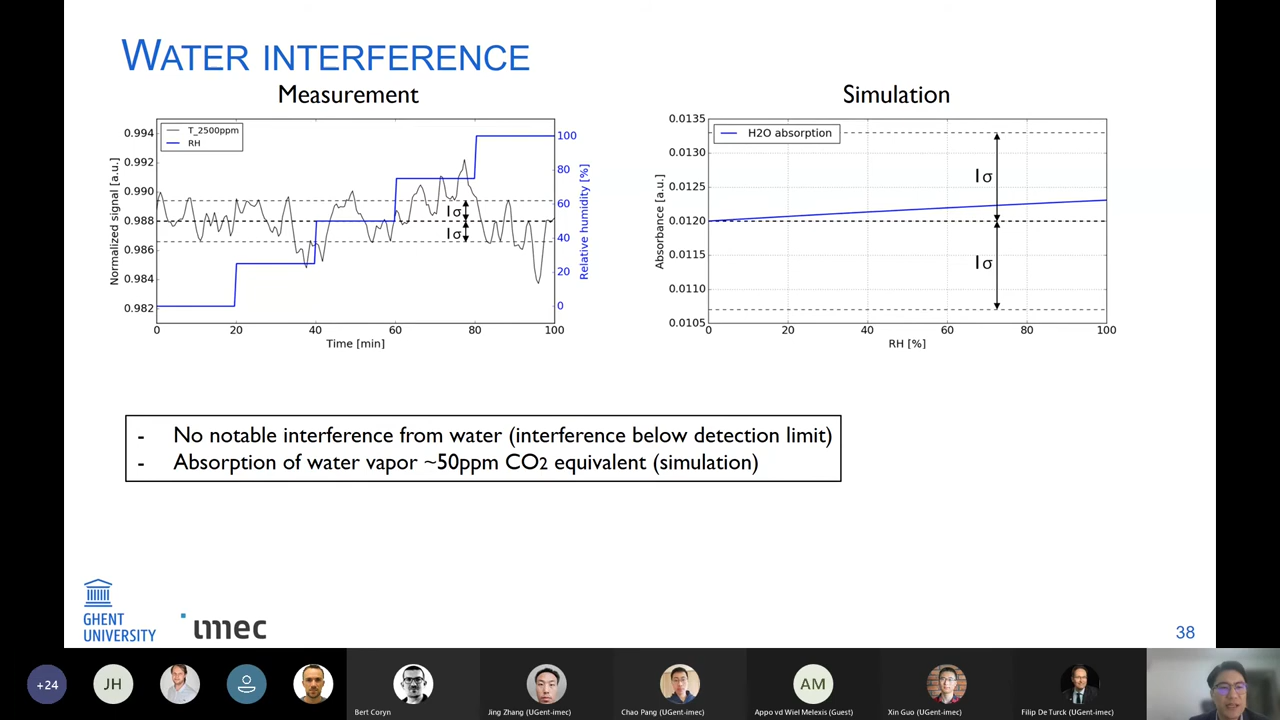 WATER INTERFERENCE
Measurement
Simulation
0.994
0.992
0.990
0.988
0.986
0.984
0.982
Normalized signal [a.u.]
T_2500ppm
RH
Iσ
Iσ
100
80
60
40
20
0
Relative humidity [%]
0 20 40 60 80 100
Time [min]
0.0135
0.0130
0.0125
0.0120
0.0115
0.0110
0.0105
Absorbance [a.u.]
H2O absorption
Iσ
Iσ
0 20 40 60 80 100
RH [%]
- No notable interference from water (interference below detection limit)
- Absorption of water vapor ~50ppm CO2 equivalent (simulation)
GHENT
UNIVERSITY
imec
38
+24
JH
AM
Bert Coryn
Jing Zhang (UGent-imec)
Chao Pang (UGent-imec)
Appo vd Wiel Melexis (Guest)
Xin Guo (UGent-imec)
Filip De Turck (UGent-imec)